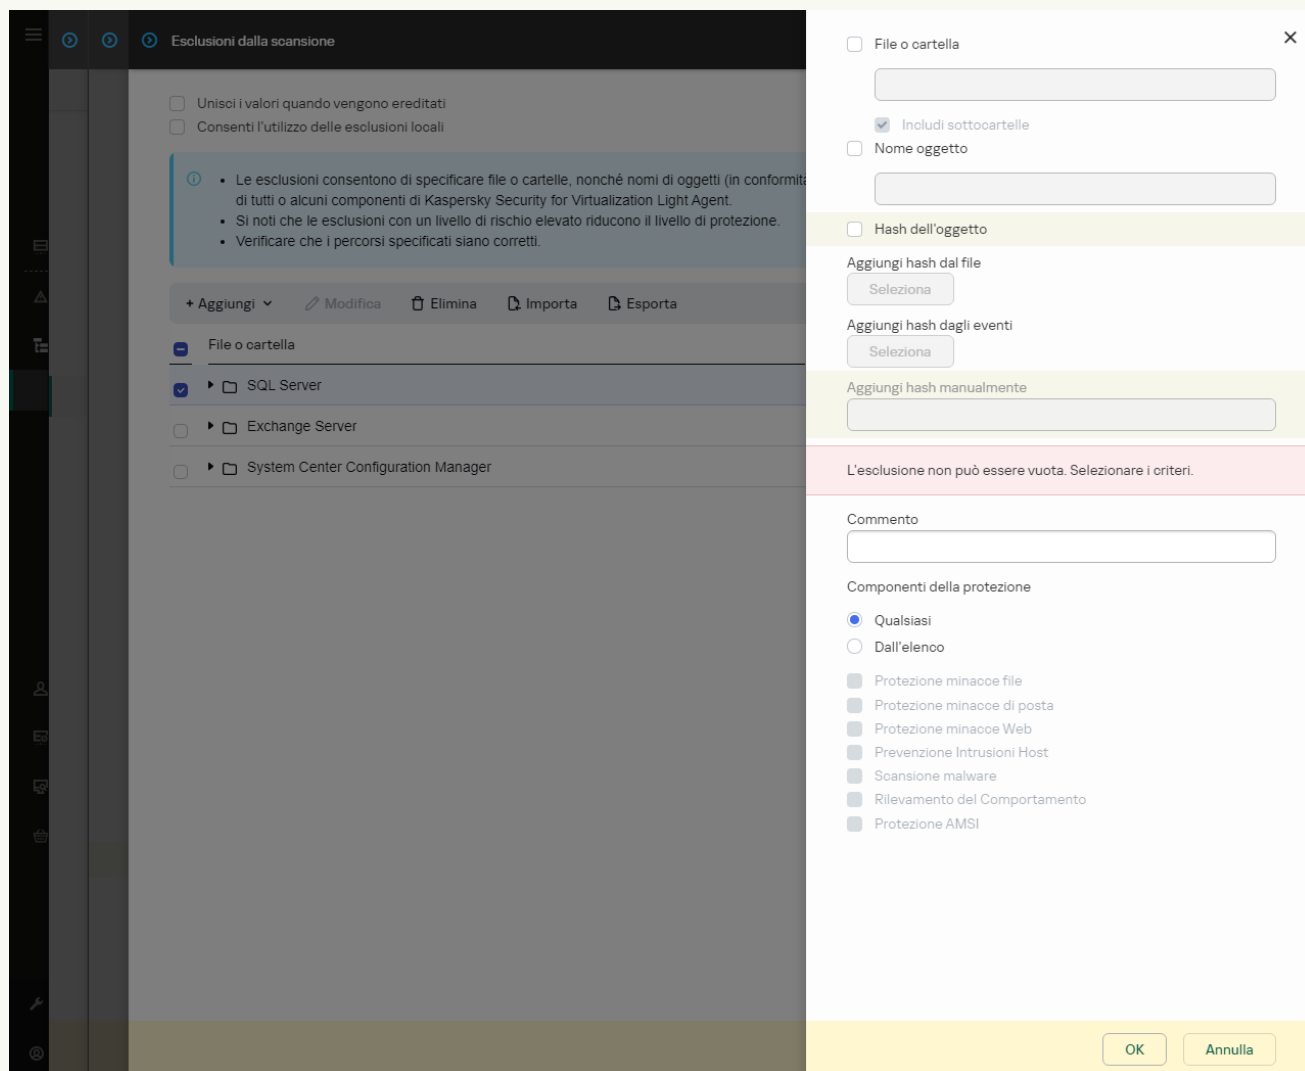 Esclusioni dalla scansione
Unisci i valori quando vengono ereditati
Consenti l'utilizzo delle esclusioni locali
• Le esclusioni consentono di specificare file o cartelle, nonché nomi di oggetti (in conformità
di tutti o alcuni componenti di Kaspersky Security for Virtualization Light Agent.
• Si noti che le esclusioni con un livello di rischio elevato riducono il livello di protezione.
• Verificare che i percorsi specificati siano corretti.
+ Aggiungi Modifica Elimina Importa Esporta
File o cartella
SQL Server
Exchange Server
System Center Configuration Manager
File o cartella
Includi sottocartelle
Nome oggetto
Hash dell'oggetto
Aggiungi hash dal file
Seleziona
Aggiungi hash dagli eventi
Seleziona
Aggiungi hash manualmente
L'esclusione non può essere vuota. Selezionare i criteri.
Commento
Componenti della protezione
Qualsiasi
Dall'elenco
Protezione minacce file
Protezione minacce di posta
Protezione minacce Web
Prevenzione Intrusioni Host
Scansione malware
Rilevamento del Comportamento
Protezione AMSI
OK Annulla